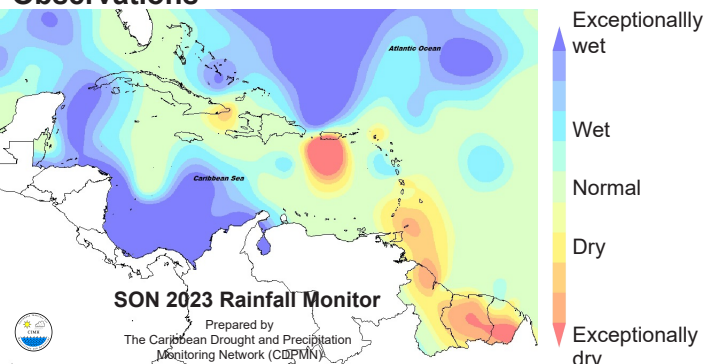 Observations
Exceptionallly
wet
Atlantic Ocean
Wet
Caribbean Sea
Normal
Dry
SON 2023 Rainfall Monitor
Prepared by
The Caribbean Drought and Precipitation
Monitoring Network (CDPMN)
CIMH
Exceptionally
dry